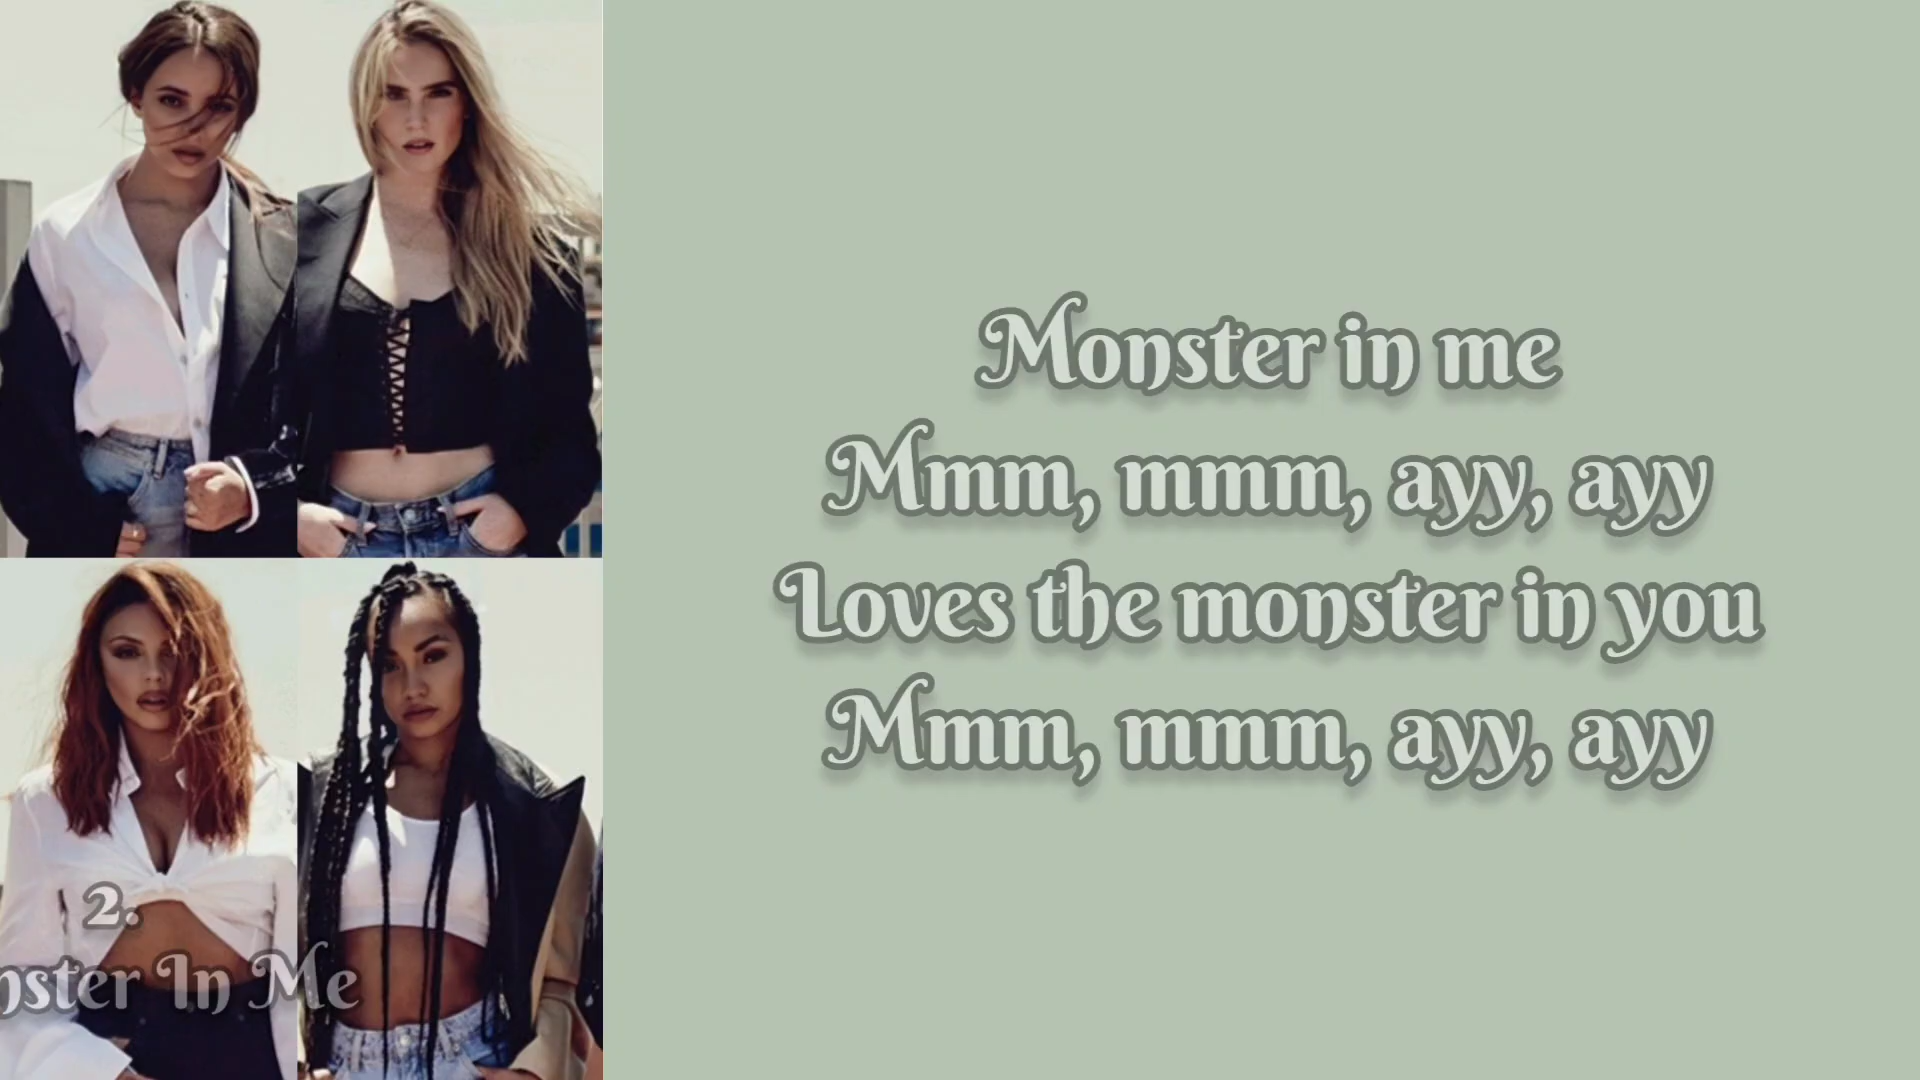 Monster in me
Mmm, mmm, ayy, ayy
Loves the monster in you
Mmm, mmm, ayy, ayy
2.
nster In Me